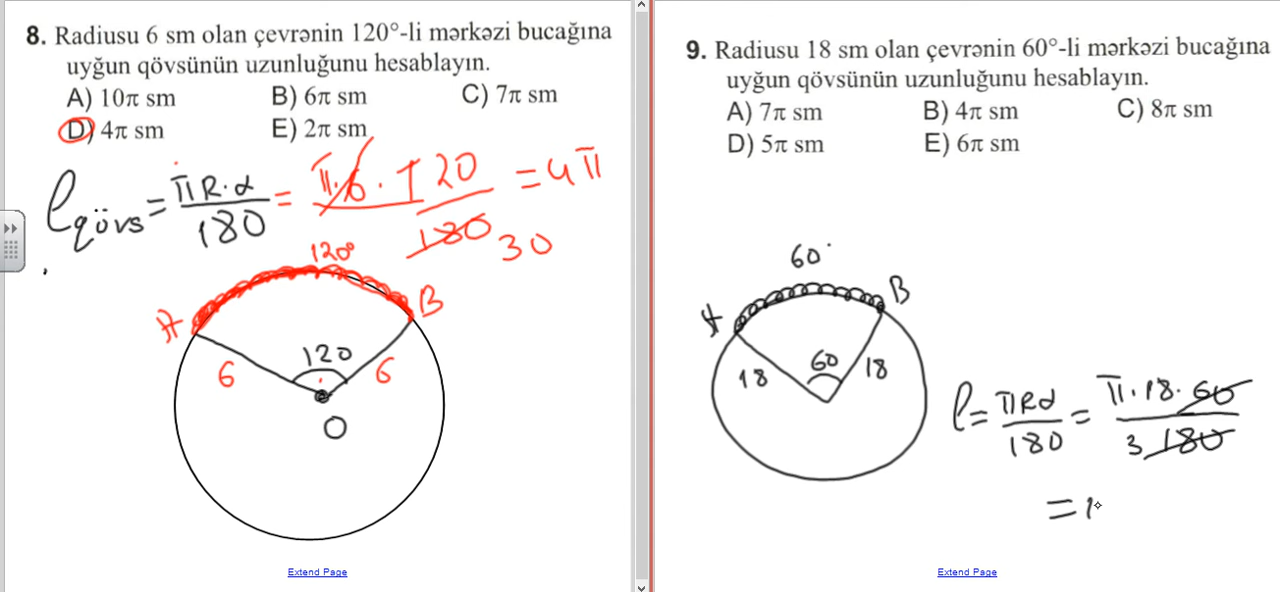 8. Radiusu 6 sm olan çevrənin 120°-li mərkəzi bucağına
uyğun qövsünün uzunluğunu hesablayın.
A) 10π sm B) 6π sm C) 7π sm
D) 4π sm E) 2π sm
ℓqövs = πR·α/180 = π·6·120/180 = 4π
30
120°
A
B
6
120
6
O
Extend Page
9. Radiusu 18 sm olan çevrənin 60°-li mərkəzi bucağına
uyğun qövsünün uzunluğunu hesablayın.
A) 7π sm B) 4π sm C) 8π sm
D) 5π sm E) 6π sm
60°
A
B
18
60
18
ℓ = πRα/180 = π·18·60/180
3
=
Extend Page